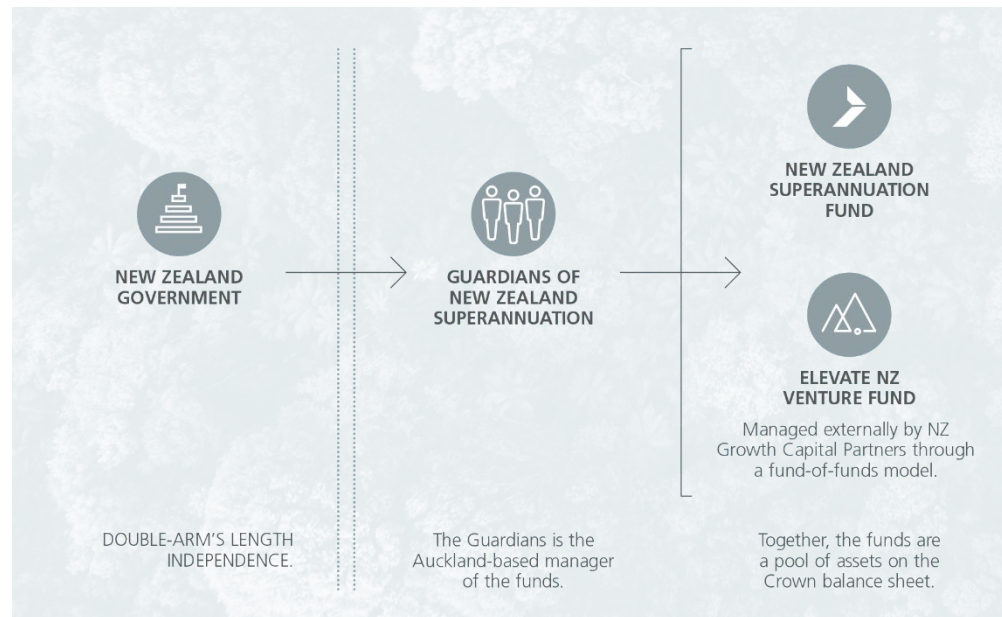 NEW ZEALAND
GOVERNMENT
DOUBLE-ARM’S LENGTH
INDEPENDENCE.
GUARDIANS OF
NEW ZEALAND
SUPERANNUATION
The Guardians is the
Auckland-based manager
of the funds.
NEW ZEALAND
SUPERANNUATION
FUND
ELEVATE NZ
VENTURE FUND
Managed externally by NZ
Growth Capital Partners through
a fund-of-funds model.
Together, the funds are
a pool of assets on the
Crown balance sheet.